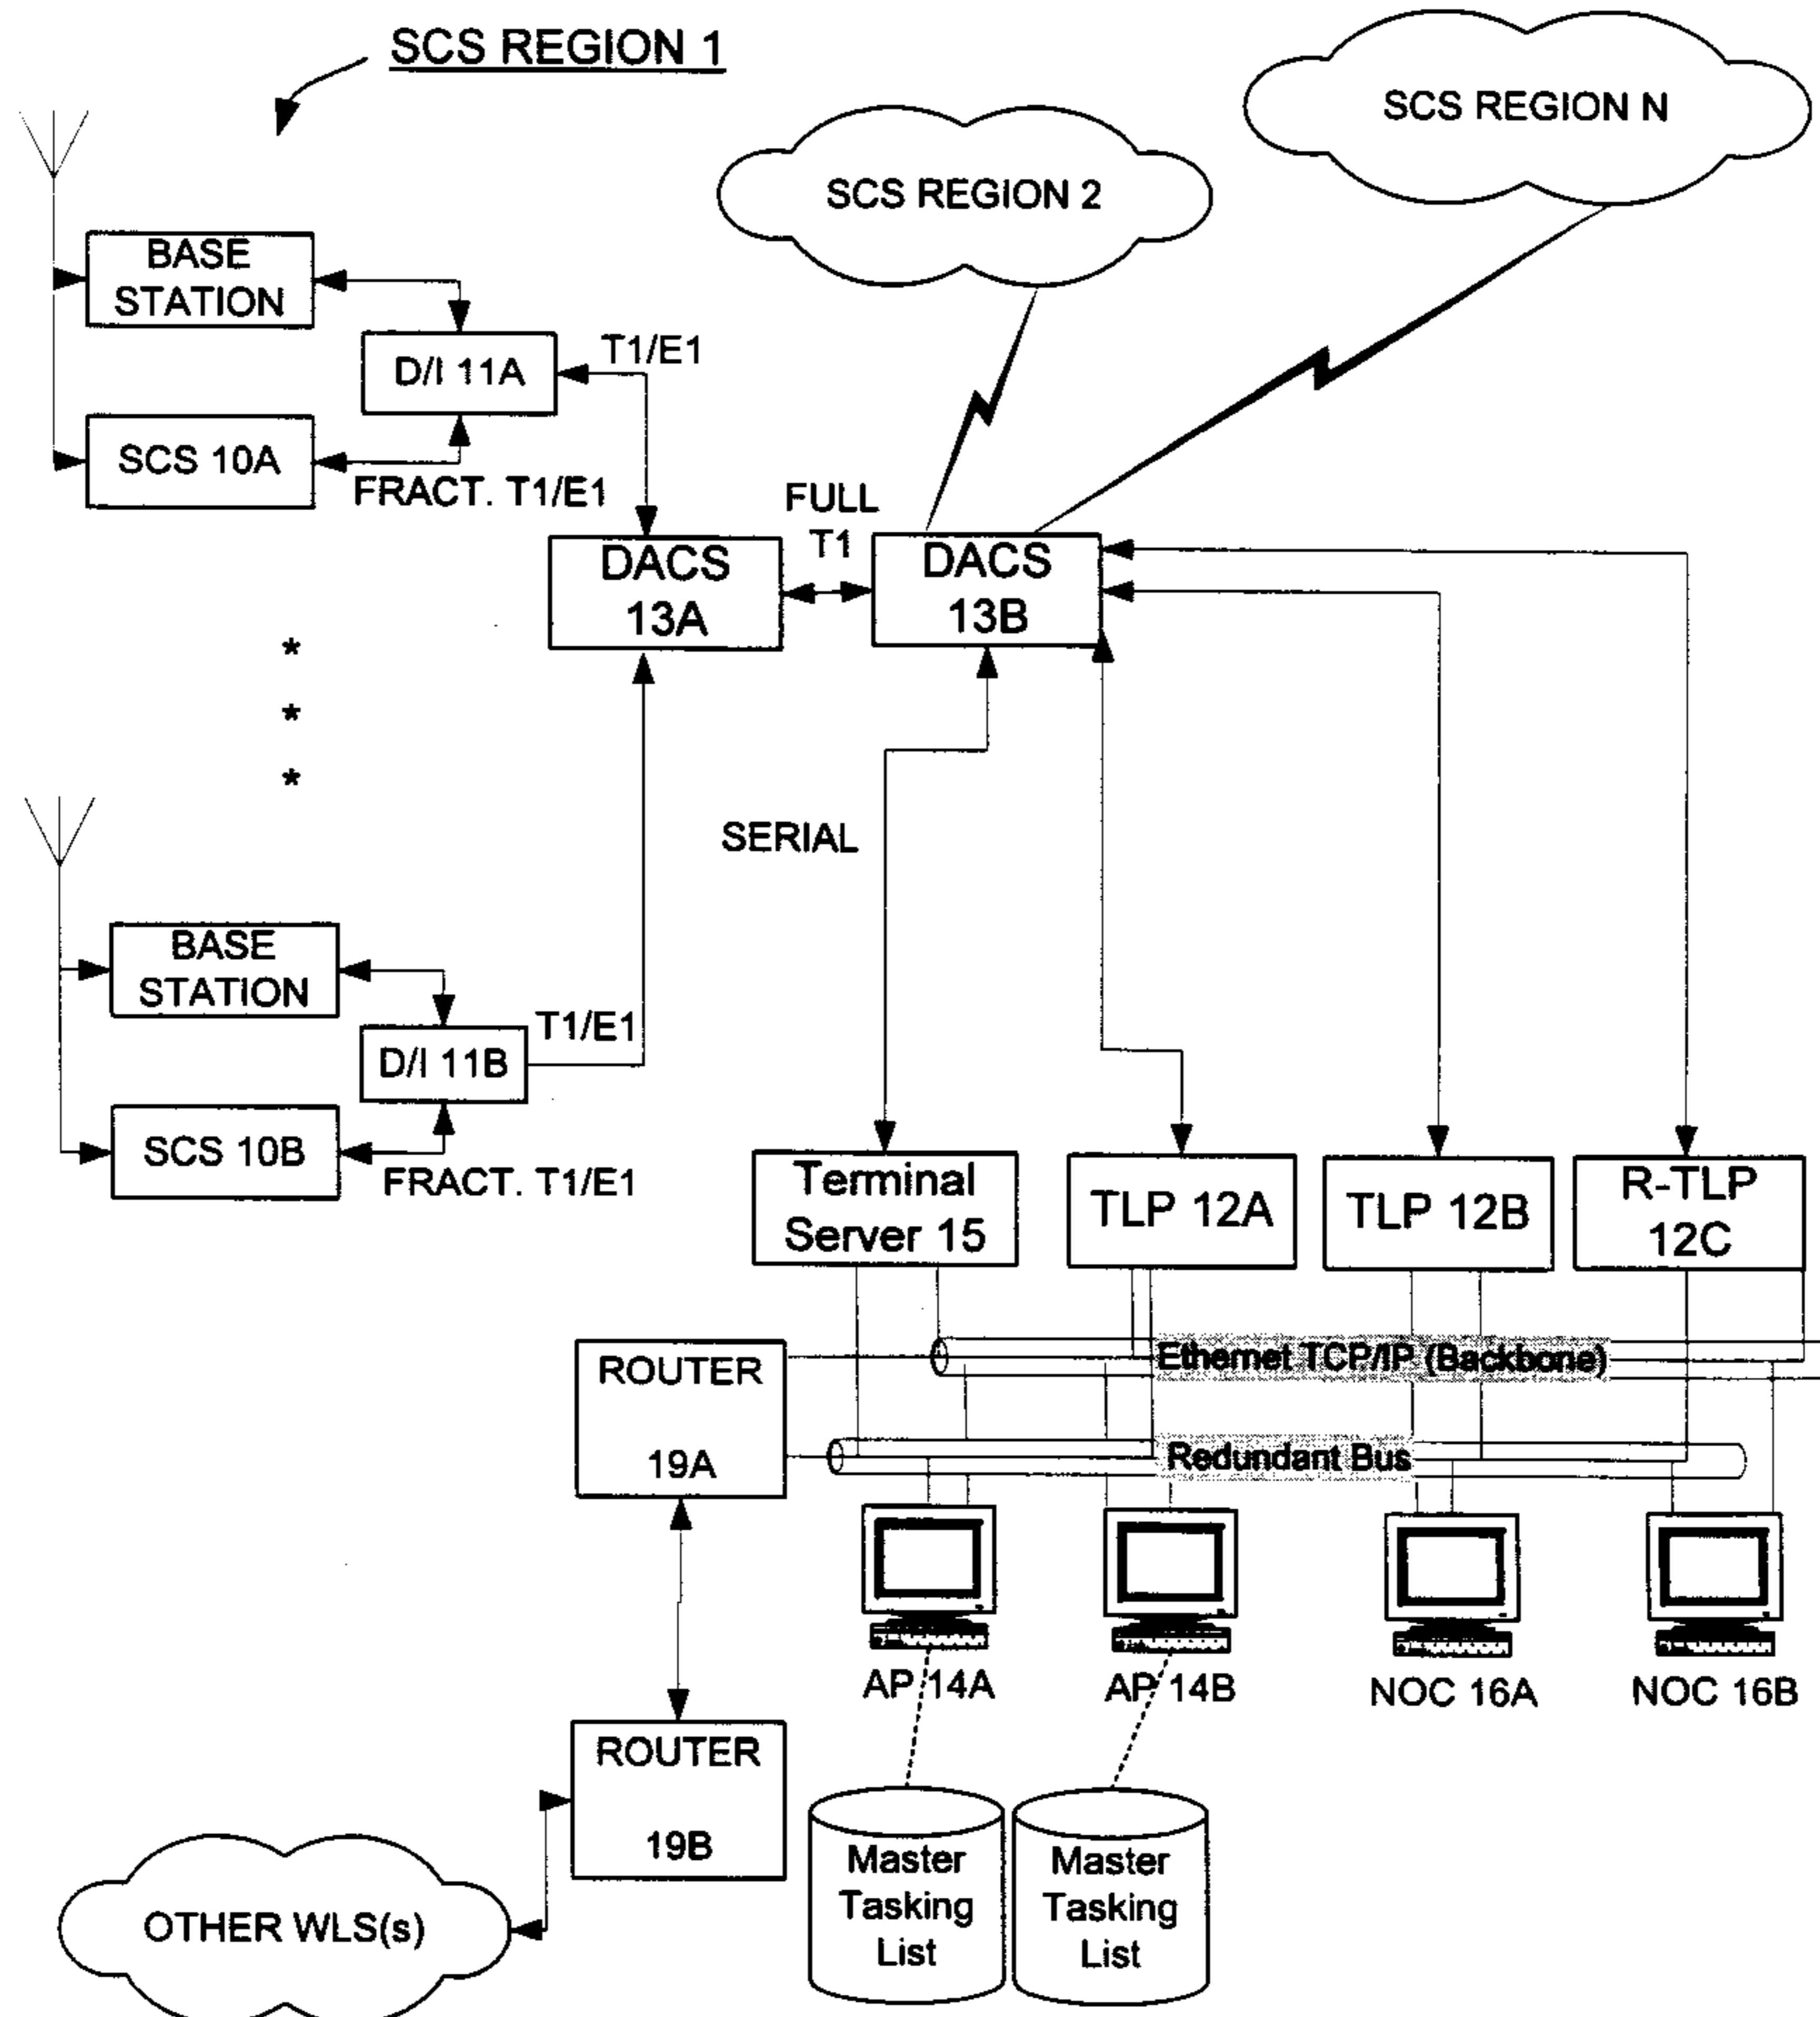 SCS REGION 1
SCS REGION N
SCS REGION 2
BASE
STATION
D/I 11A
T1/E1
SCS 10A
FRACT. T1/E1
FULL
T1
DACS
13A
DACS
13B
*
*
*
SERIAL
BASE
STATION
D/I 11B
T1/E1
SCS 10B
FRACT. T1/E1
Terminal
Server 15
TLP 12A
TLP 12B
R-TLP
12C
ROUTER
19A
Ethernet TCP/IP (Backbone)
Redundant Bus
AP 14A
AP 14B
NOC 16A
NOC 16B
ROUTER
19B
Master
Tasking
List
Master
Tasking
List
OTHER WLS(s)